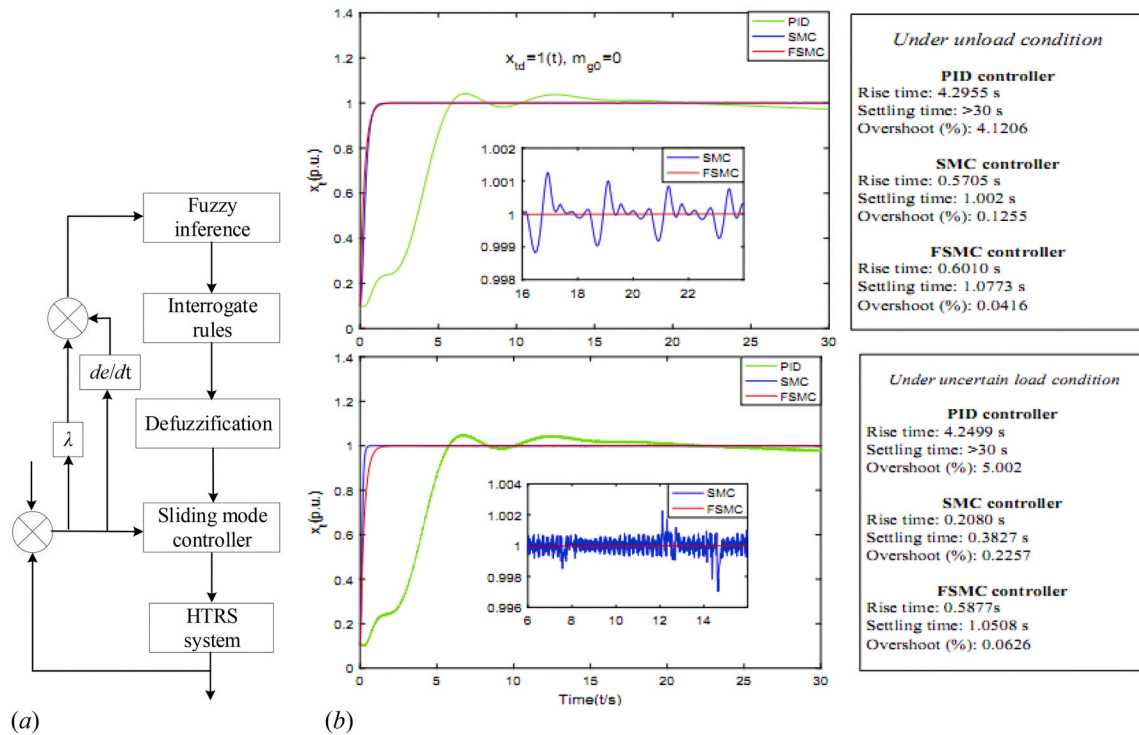 Fuzzy
inference
Interrogate
rules
de/dt
Defuzzification
λ
Sliding mode
controller
HTRS
system
(a)
1.4
1.2
1
0.8
0.6
0.4
0.2
0
x_t(p.u.)
x_td=1(t), m_g0=0
PID
SMC
FSMC
1.002
1.001
1
0.999
0.998
SMC
FSMC
16 18 20 22
0 5 10 15 20 25 30
1.4
1.2
1
0.8
0.6
0.4
0.2
0
x_t(p.u.)
PID
SMC
FSMC
1.004
1.002
1
0.998
0.996
SMC
FSMC
6 8 10 12 14
0 5 10 15 20 25 30
Time(t/s)
(b)
Under unload condition
PID controller
Rise time: 4.2955 s
Settling time: >30 s
Overshoot (%): 4.1206
SMC controller
Rise time: 0.5705 s
Settling time: 1.002 s
Overshoot (%): 0.1255
FSMC controller
Rise time: 0.6010 s
Settling time: 1.0773 s
Overshoot (%): 0.0416
Under uncertain load condition
PID controller
Rise time: 4.2499 s
Settling time: >30 s
Overshoot (%): 5.002
SMC controller
Rise time: 0.2080 s
Settling time: 0.3827 s
Overshoot (%): 0.2257
FSMC controller
Rise time: 0.5877 s
Settling time: 1.0508 s
Overshoot (%): 0.0626